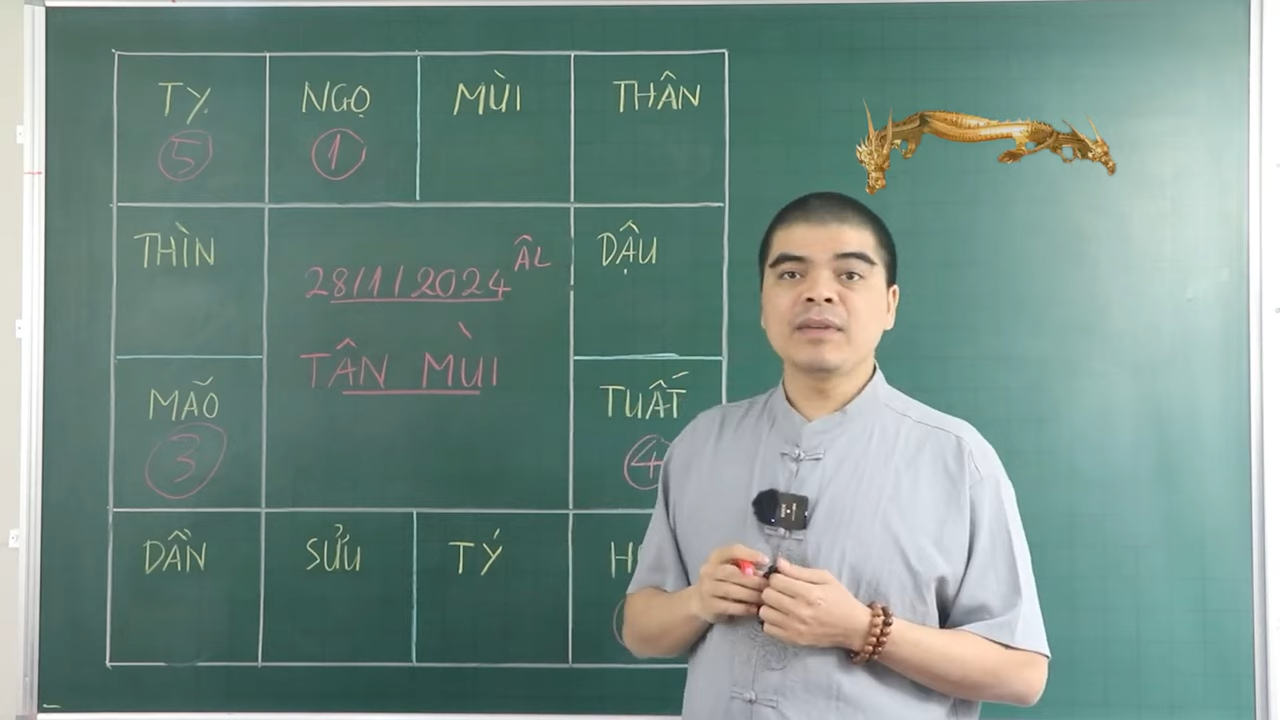 TỴ
NGỌ
MÙI
THÂN
5
1
THÌN
28/1/2024 ÂL
DẬU
TÂN MÙI
MÃO
TUẤT
3
4
DẦN
SỬU
TÝ